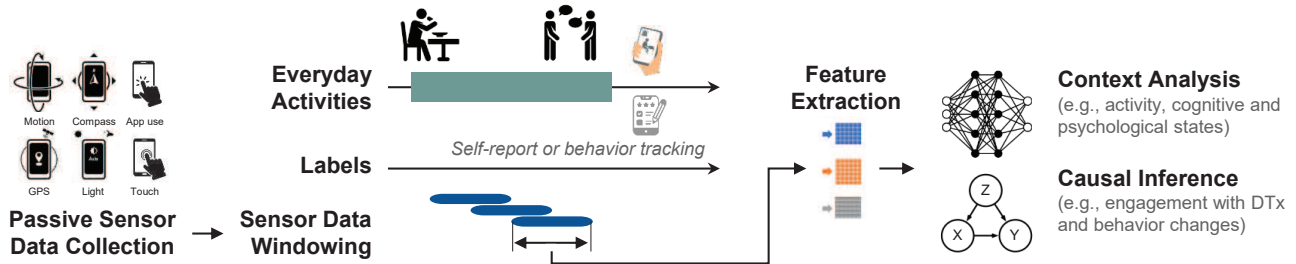 Motion
Compass
App use
GPS
Light
Touch
Passive Sensor
Data Collection
Everyday
Activities
Labels
Self-report or behavior tracking
Sensor Data
Windowing
Feature
Extraction
Context Analysis
(e.g., activity, cognitive and
psychological states)
Z
X
Y
Causal Inference
(e.g., engagement with DTx
and behavior changes)